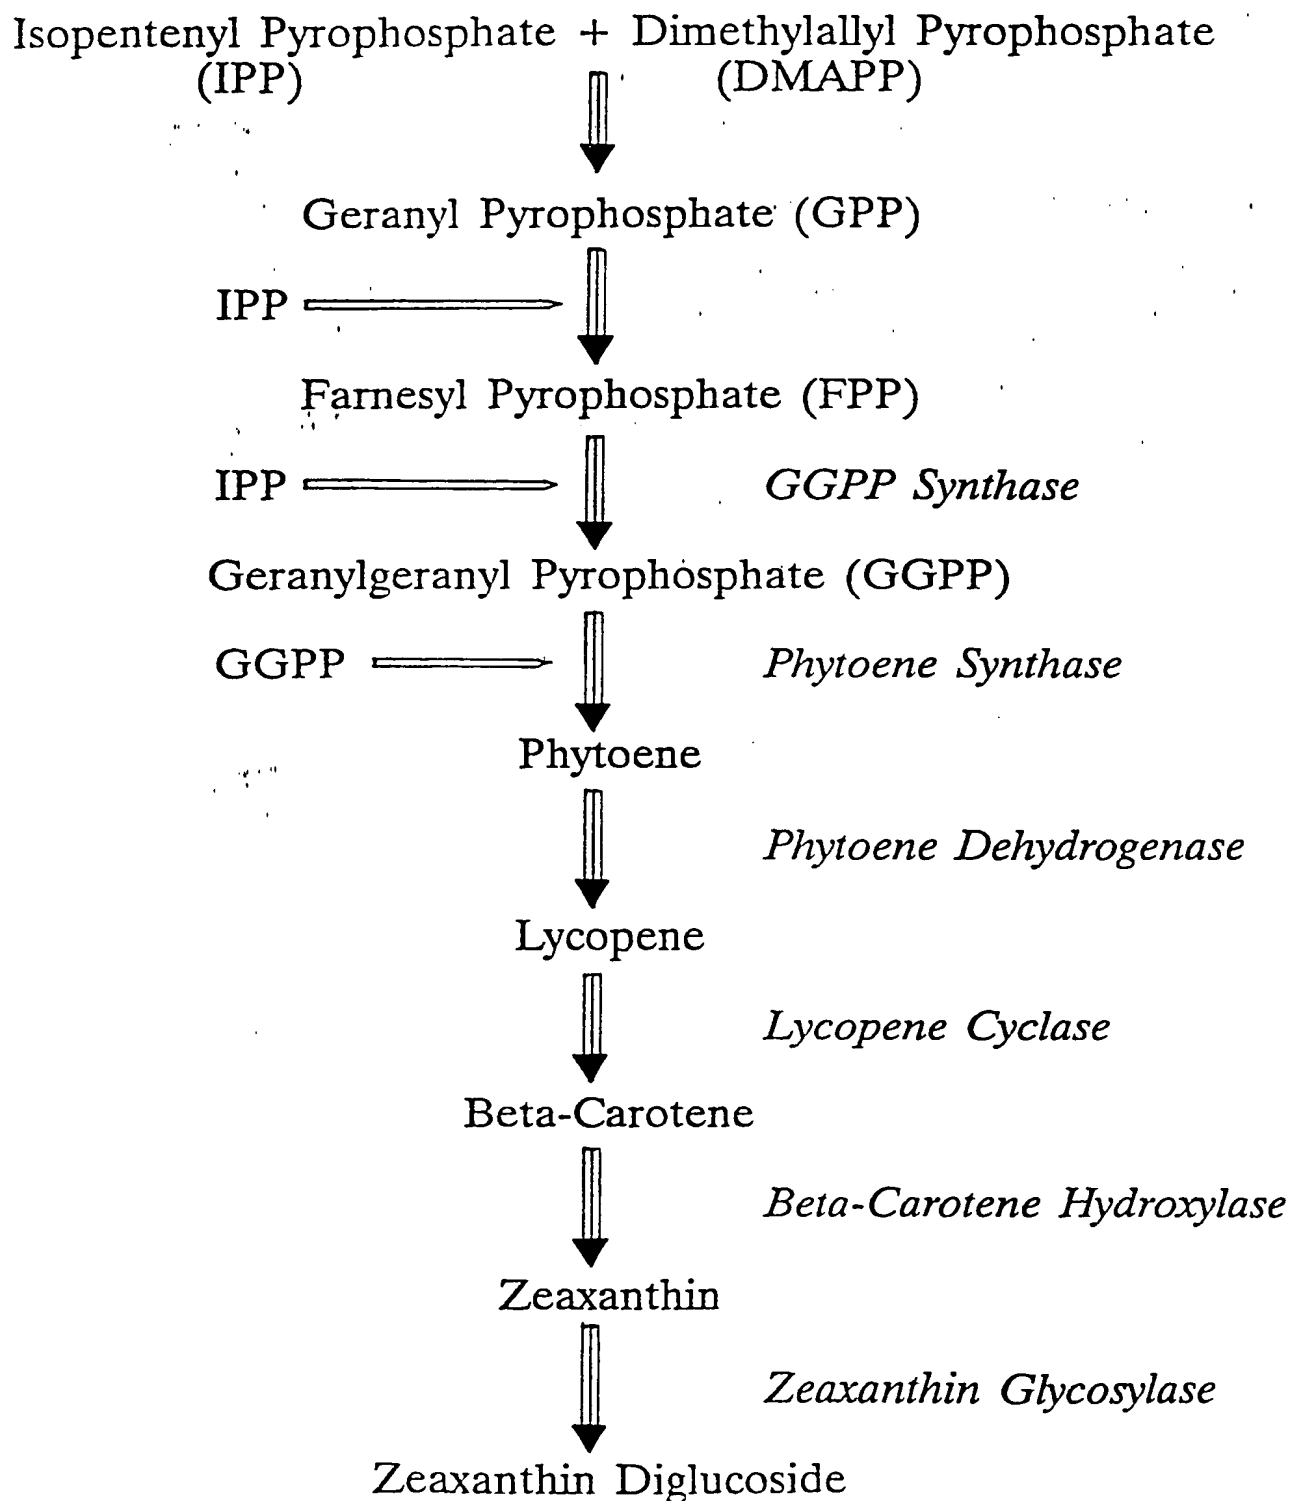 Isopentenyl Pyrophosphate + Dimethylallyl Pyrophosphate
(IPP) (DMAPP)
Geranyl Pyrophosphate (GPP)
IPP
Farnesyl Pyrophosphate (FPP)
IPP GGPP Synthase
Geranylgeranyl Pyrophosphate (GGPP)
GGPP Phytoene Synthase
Phytoene
Phytoene Dehydrogenase
Lycopene
Lycopene Cyclase
Beta-Carotene
Beta-Carotene Hydroxylase
Zeaxanthin
Zeaxanthin Glycosylase
Zeaxanthin Diglucoside